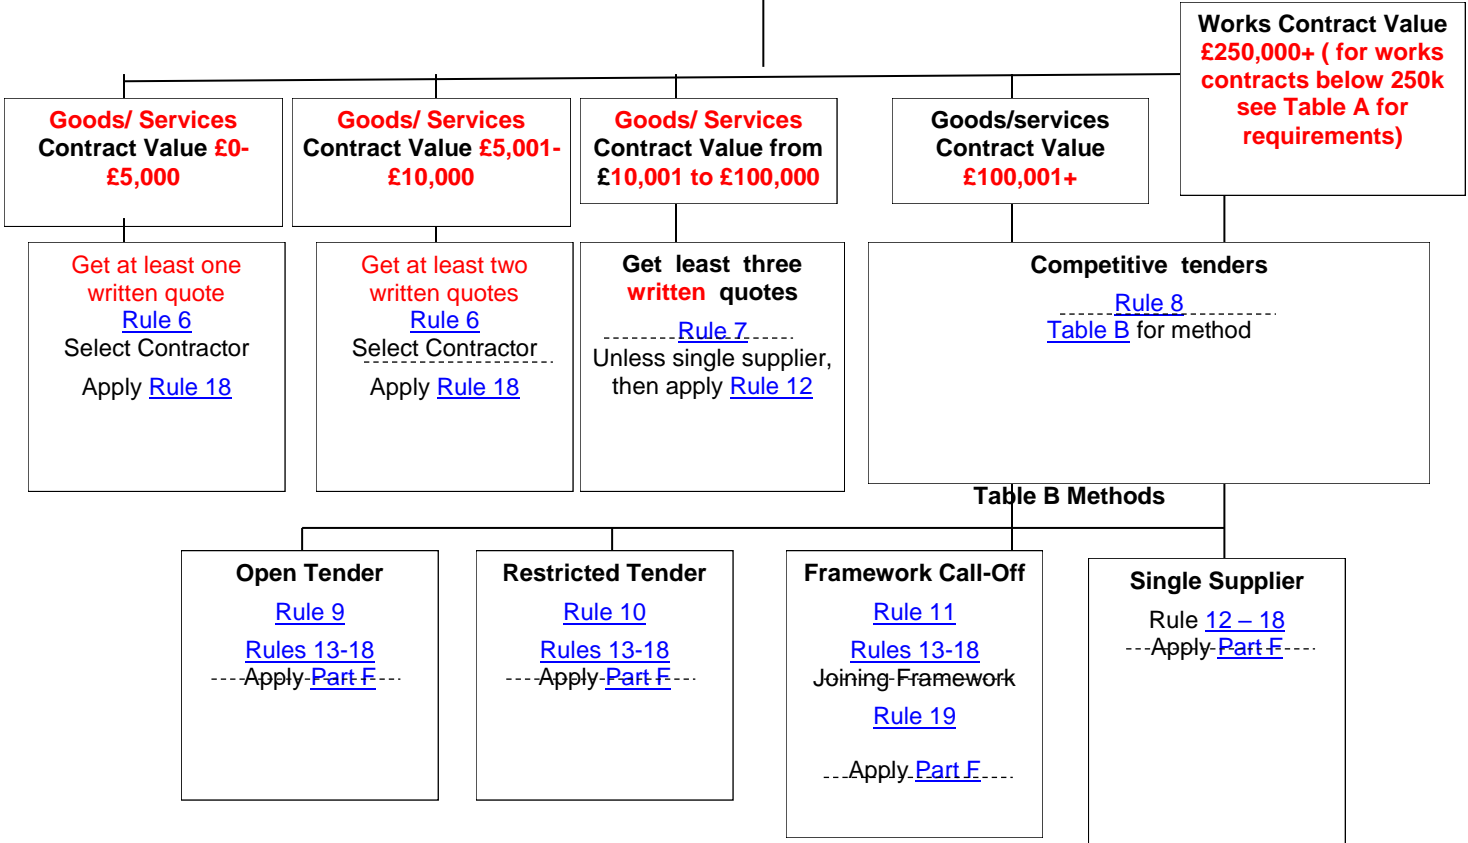 Works Contract Value
£250,000+ ( for works
contracts below 250k
see Table A for
requirements)
Goods/ Services
Contract Value £0-
£5,000
Goods/ Services
Contract Value £5,001-
£10,000
Goods/ Services
Contract Value from
£10,001 to £100,000
Goods/services
Contract Value
£100,001+
Get at least one
written quote
Rule 6
Select Contractor
Apply Rule 18
Get at least two
written quotes
Rule 6
Select Contractor
Apply Rule 18
Get least three
written quotes
Rule 7
Unless single supplier,
then apply Rule 12
Competitive tenders
Rule 8
Table B for method
Table B Methods
Open Tender
Rule 9
Rules 13-18
Apply Part F
Restricted Tender
Rule 10
Rules 13-18
Apply Part F
Framework Call-Off
Rule 11
Rules 13-18
Joining Framework
Rule 19
Apply Part F
Single Supplier
Rule 12 – 18
Apply Part F